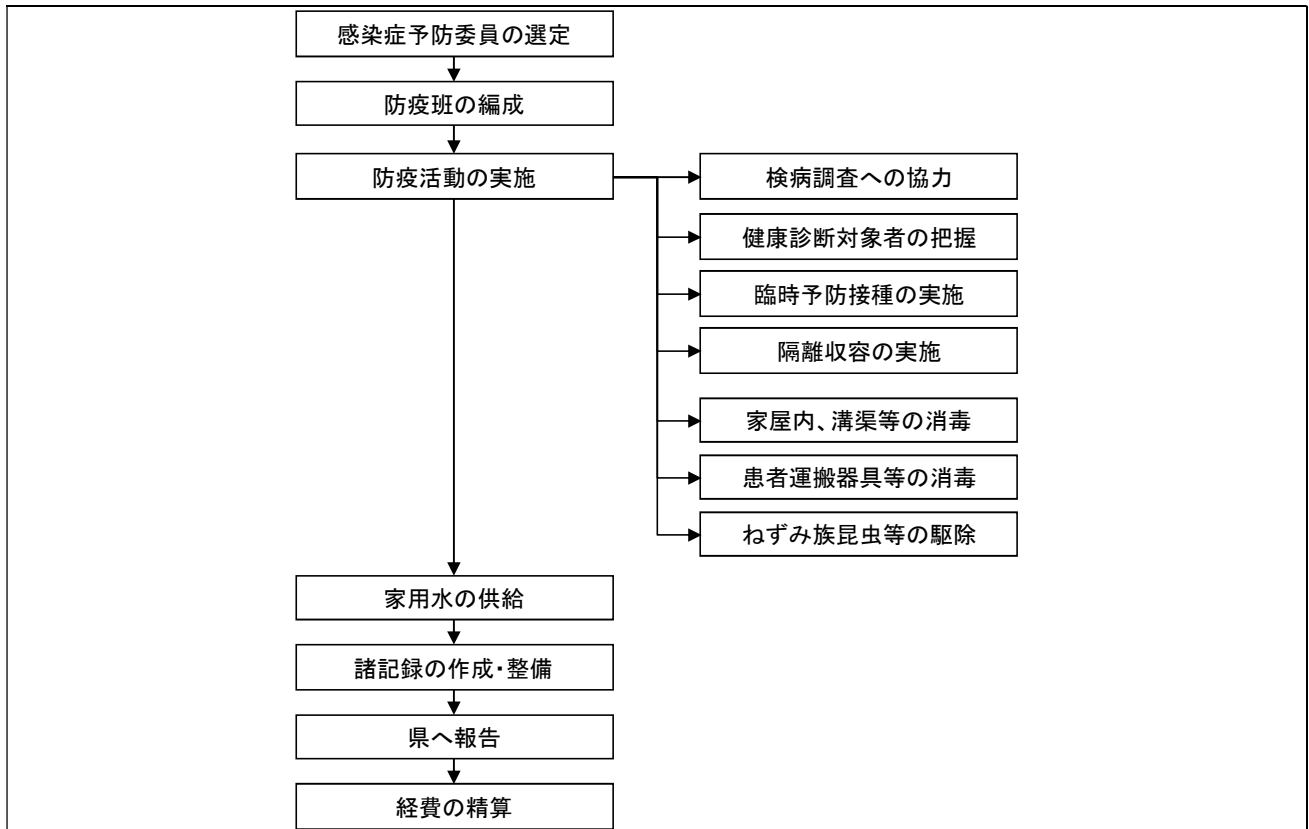 感染症予防委員の選定
防疫班の編成
防疫活動の実施
検病調査への協力
健康診断対象者の把握
臨時予防接種の実施
隔離収容の実施
家屋内、溝渠等の消毒
患者運搬器具等の消毒
ねずみ族昆虫等の駆除
家用水の供給
諸記録の作成・整備
県へ報告
経費の精算